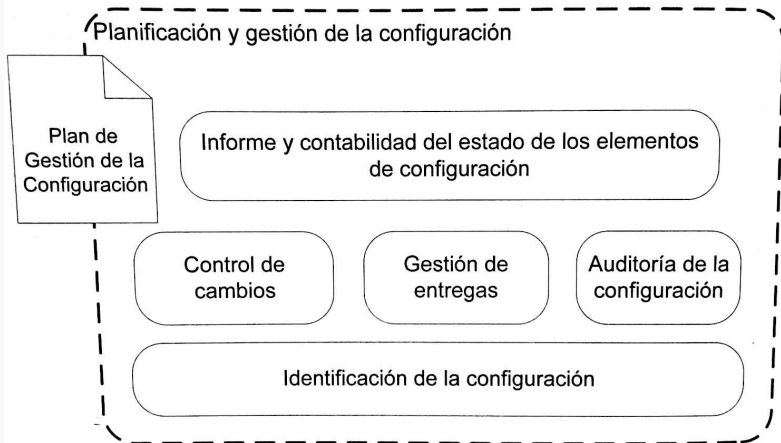 Planificación y gestión de la configuración
Plan de
Gestión de la
Configuración
Informe y contabilidad del estado de los elementos
de configuración
Control de
cambios
Gestión de
entregas
Auditoría de la
configuración
Identificación de la configuración